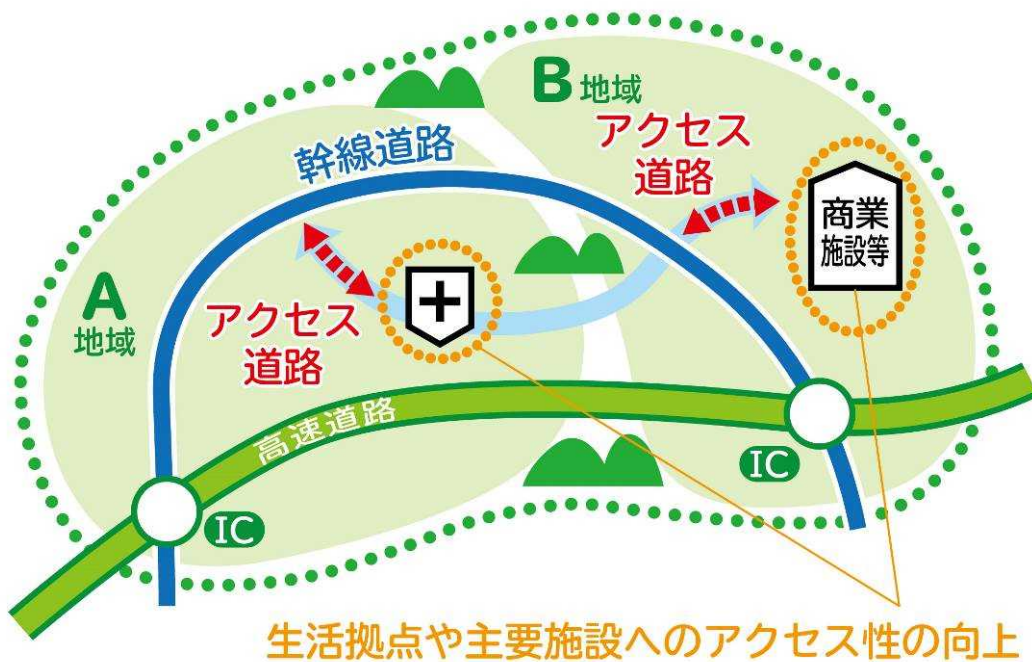 B 地域
アクセス
道路
幹線道路
商業
施設等
A
地域
アクセス
道路
高速道路
IC
IC
生活拠点や主要施設へのアクセス性の向上